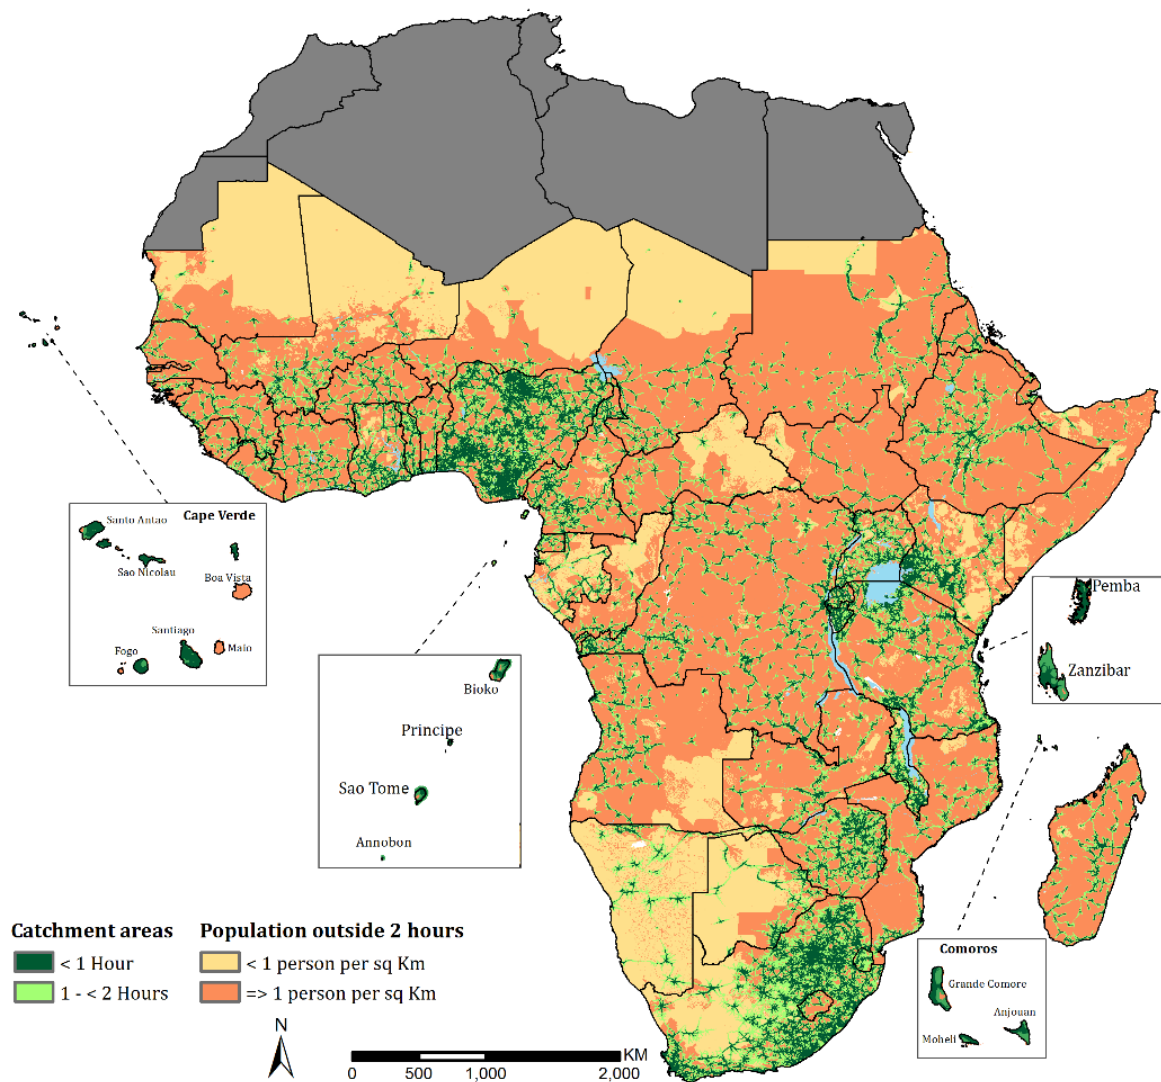 Cape Verde
Santo Antao
Sao Nicolau
Boa Vista
Santiago
Fogo
Maio
Bioko
Principe
Sao Tome
Annobon
Pemba
Zanzibar
Comoros
Grande Comore
Anjouan
Moheli
Catchment areas
< 1 Hour
1 - < 2 Hours
Population outside 2 hours
< 1 person per sq Km
=> 1 person per sq Km
N
KM
0 500 1,000 2,000